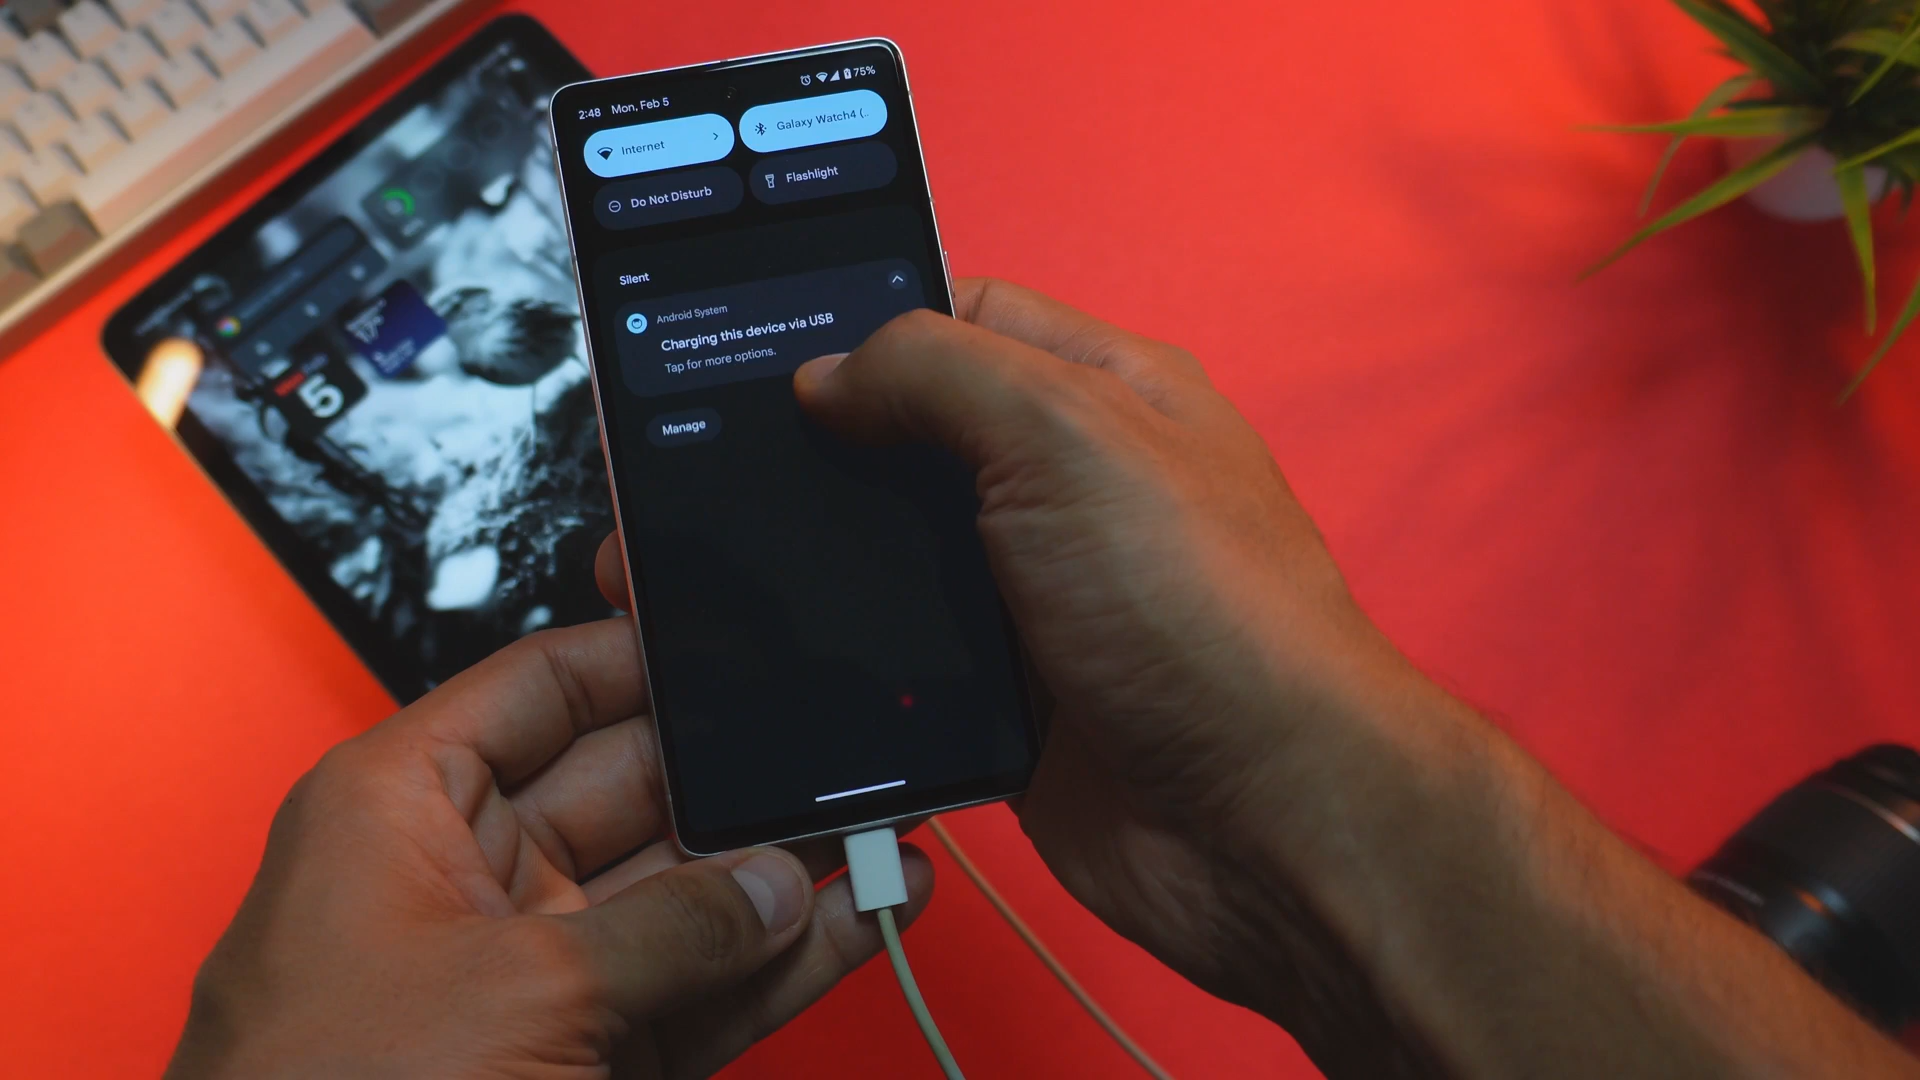 2:48 Mon, Feb 5
75%
Internet
Galaxy Watch4 (..
Do Not Disturb
Flashlight
Silent
Android System
Charging this device via USB
Tap for more options.
Manage
5